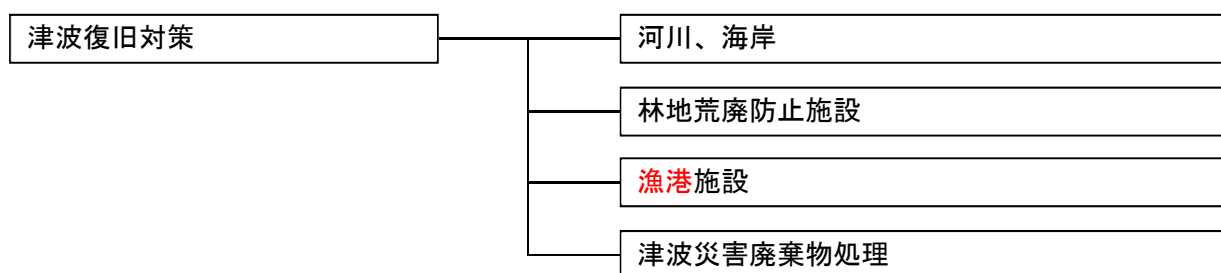 津波復旧対策
河川、海岸
林地荒廃防止施設
漁港施設
津波災害廃棄物処理